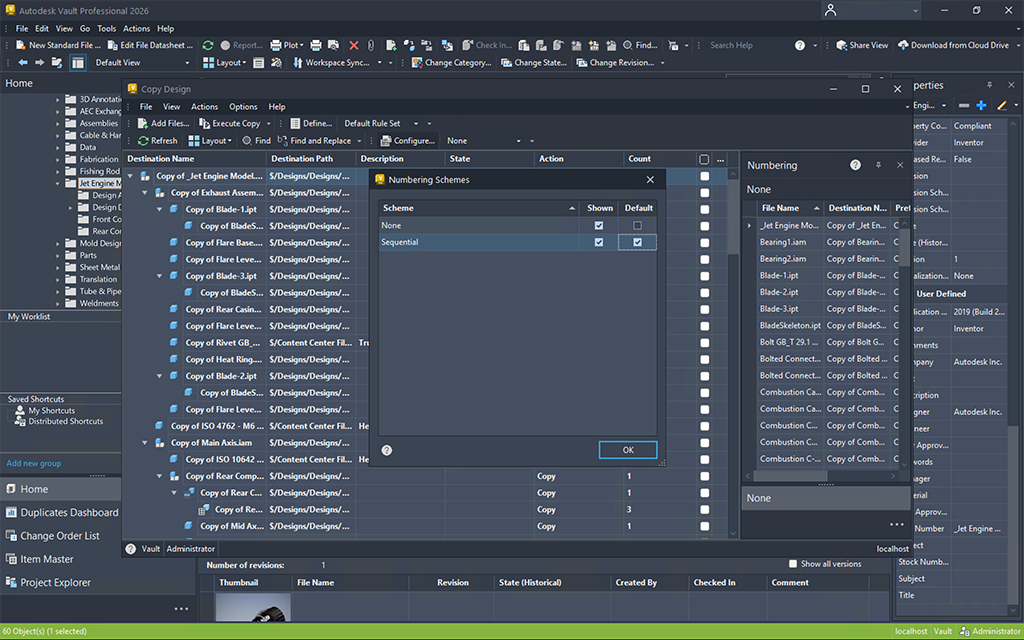 Autodesk Vault Professional 2026
File Edit View Go Tools Actions Help
New Standard File ... Edit File Datasheet ... Report... Plot Check In... Find... Search Help Share View Download from Cloud Drive
Default View Layout Workspace Sync... Change Category... Change State... Change Revision...
Home
3D Annotatio
AEC Exchang
Assemblies
Cable & Har
Data
Fabrication
Fishing Rod
Jet Engine M
Design A
Design D
Front Co
Rear Co
Mold Design
Parts
Sheet Metal
Translation
Tube & Pipe
Weldments
My Worklist
Saved Shortcuts
My Shortcuts
Distributed Shortcuts
Add new group
Home
Duplicates Dashboard
Change Order List
Item Master
Project Explorer
Copy Design
File View Actions Options Help
Add Files... Execute Copy Define... Default Rule Set
Refresh Layout Find Find and Replace Configure... None
Destination Name Destination Path Description State Action Count ...
Copy of _Jet Engine Model.... $/Designs/Designs/...
Copy of Exhaust Assem... $/Designs/Designs/...
Copy of Blade-1.ipt $/Designs/Designs/...
Copy of BladeS... $/Designs/Designs/...
Copy of Flare Base.... $/Designs/Designs/...
Copy of Flare Leve... $/Designs/Designs/...
Copy of Blade-3.ipt $/Designs/Designs/...
Copy of BladeS... $/Designs/Designs/...
Copy of Rear Casin... $/Designs/Designs/...
Copy of Flare Leve... $/Designs/Designs/...
Copy of Rivet GB_... $/Content Center Fil... Tru
Copy of Heat Ring.... $/Designs/Designs/...
Copy of Blade-2.ipt $/Designs/Designs/...
Copy of BladeS... $/Designs/Designs/...
Copy of Flare Leve... $/Designs/Designs/...
Copy of ISO 4762 - M6 ... $/Content Center Fil... He
Copy of Main Axis.iam $/Designs/Designs/...
Copy of ISO 10642 ... $/Content Center Fil... He
Copy of Rear Comp... $/Designs/Designs/... Copy 1
Copy of Rear C... $/Designs/Designs/... Copy 1
Copy of Re... $/Designs/Designs/... Copy 3
Copy of Mid Ax... $/Designs/Designs/... Copy 1
Vault Administrator localhost
Numbering Schemes
Scheme Shown Default
None
Sequential
OK
Numbering
None
File Name Destination N... Pref
_Jet Engine Mo... Copy of _Jet En... C
Bearing1.iam Copy of Bearin... C
Bearing2.iam Copy of Bearin... C
Blade-1.ipt Copy of Blade-... C
Blade-2.ipt Copy of Blade-... C
Blade-3.ipt Copy of Blade-... C
BladeSkeleton.ipt Copy of BladeS... C
Bolt GB_T 29.1 ... Copy of Bolt G... C
Bolted Connect... Copy of Bolted ... C
Bolted Connect... Copy of Bolted ... C
Combustion Ca... Copy of Comb... C
Combustion Ca... Copy of Comb... C
Combustion C... Copy of Comb... C
Combustion C... Copy of Comb... C
Combustion C-... Copy of Comb... C
None
...
operties
Engi...
erty Co... Compliant
vider Inventor
ased Re... False
ision
ision Sch...
sion
sion Sch...
e (Histor...
sion 1
alization... None
User Defined
ication ... 2019 (Build 2...
hor Inventor
mments
mpany Autodesk Inc.
ct
cription
igner Autodesk Inc.
ineer
r Approv...
words
nager
erial
Approv...
Number _Jet Engine ...
ect
Stock Numb...
Subject
Title
Number of revisions: 1 Show all versions
Thumbnail File Name Revision State (Historical) Created By Checked In Comment
60 Object(s) (1 selected) localhost Vault Administrator